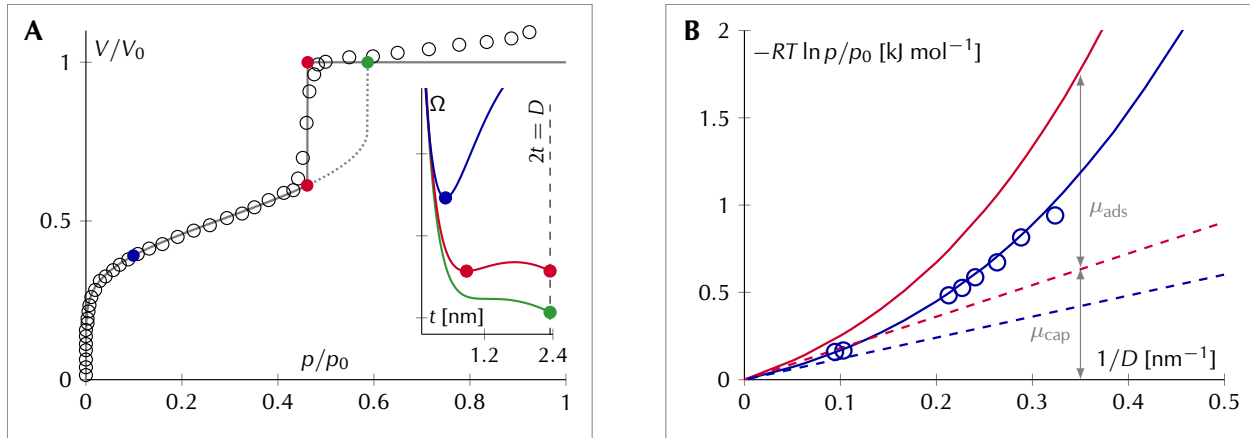 A
V/V₀
1
0.5
0
0 0.2 0.4 0.6 0.8 1
p/p₀
Ω
2t = D
t [nm]
1.2 2.4
B
−RT ln p/p₀ [kJ mol⁻¹]
2
1.5
1
0.5
0
0 0.1 0.2 0.3 0.4 0.5
1/D [nm⁻¹]
μads
μcap